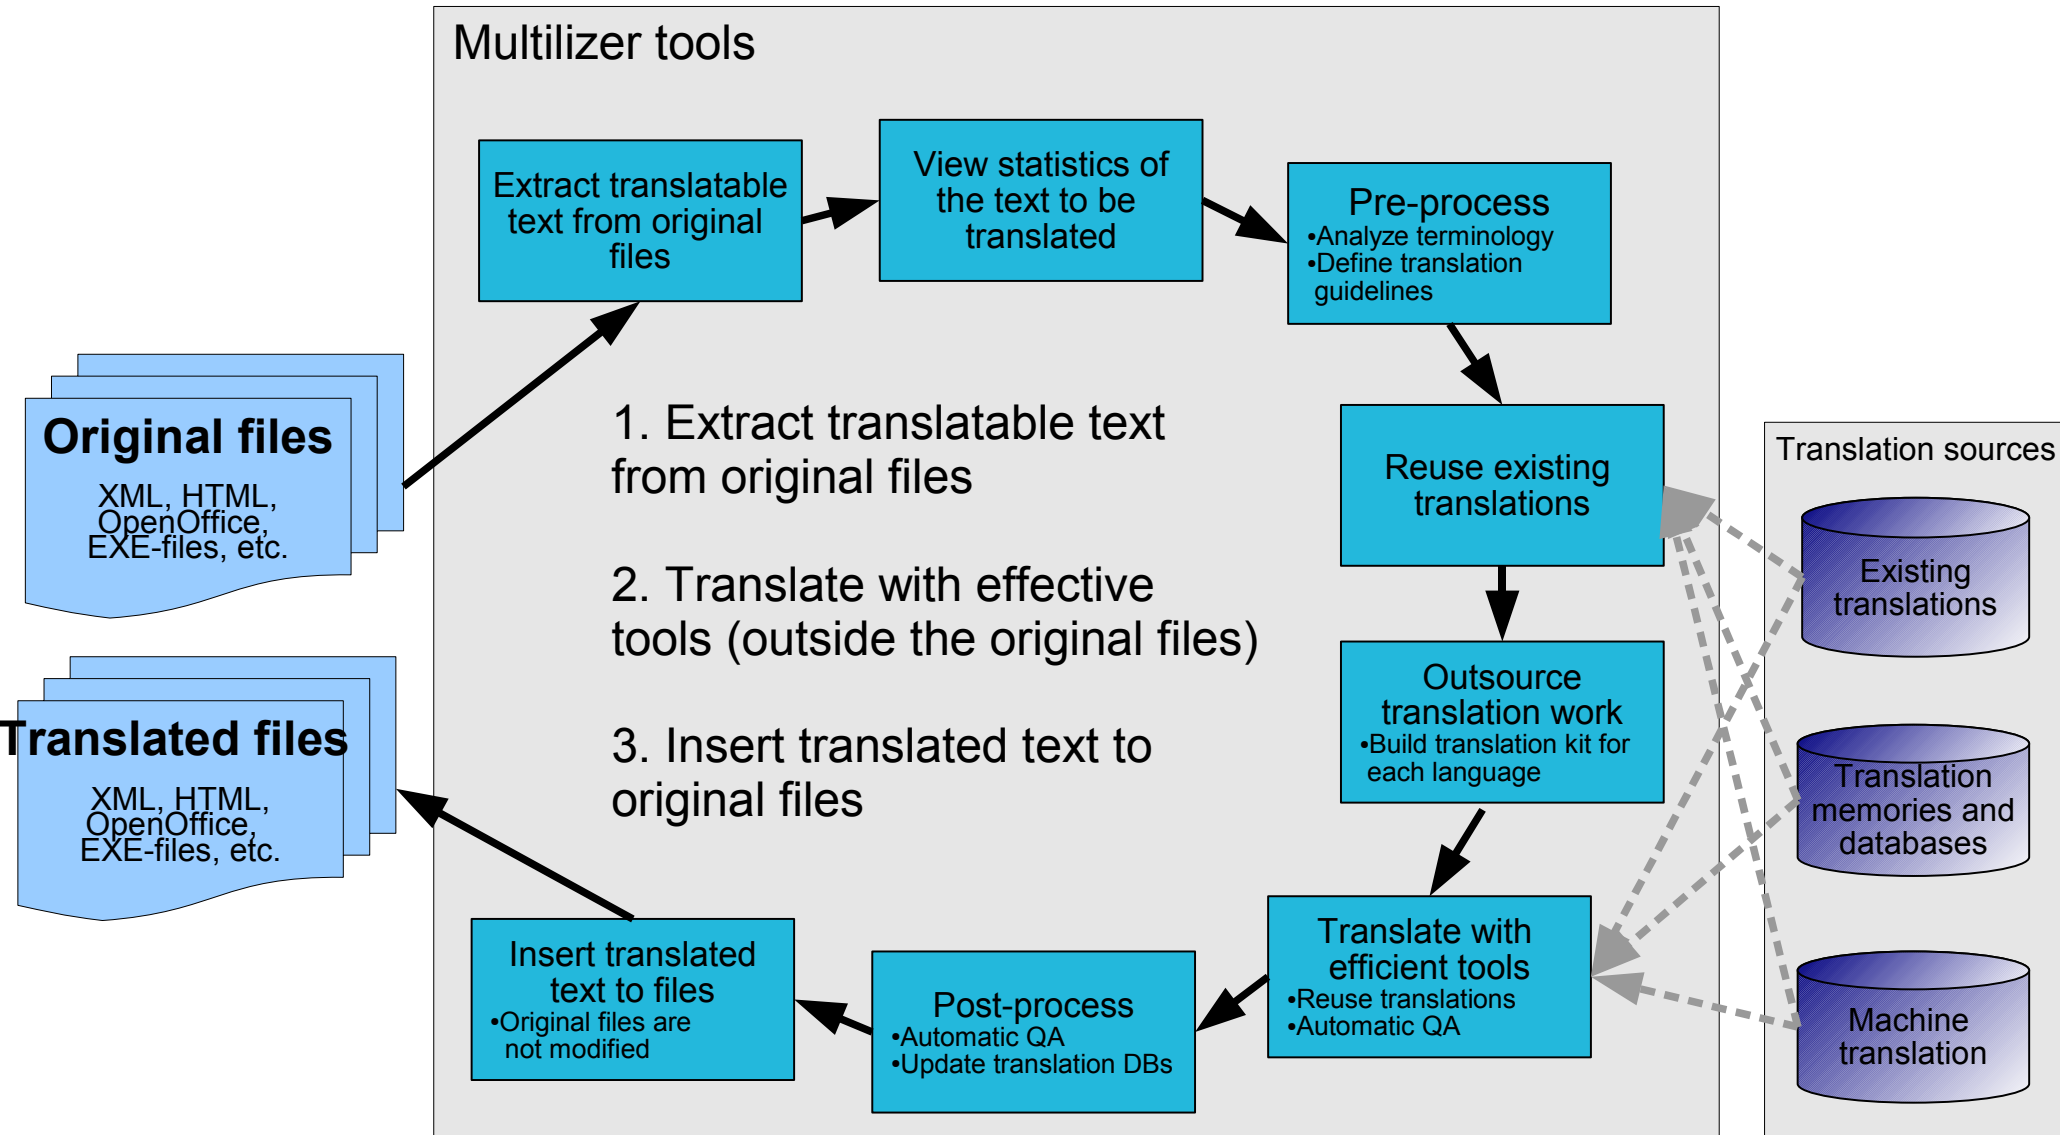 Multilizer tools
Extract translatable
text from original
files
View statistics of
the text to be
translated
Pre-process
•Analyze terminology
•Define translation
guidelines
Original files
XML, HTML,
OpenOffice,
EXE-files, etc.
1. Extract translatable text
from original files
2. Translate with effective
tools (outside the original files)
3. Insert translated text to
original files
Reuse existing
translations
Translation sources
Existing
translations
Outsource
translation work
•Build translation kit for
each language
Translation
memories and
databases
Translated files
XML, HTML,
OpenOffice,
EXE-files, etc.
Insert translated
text to files
•Original files are
not modified
Post-process
•Automatic QA
•Update translation DBs
Translate with
efficient tools
•Reuse translations
•Automatic QA
Machine
translation